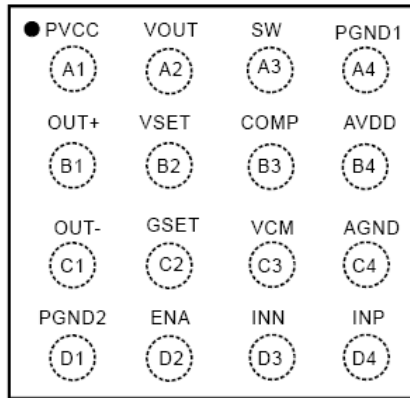 PVCC VOUT SW PGND1
A1 A2 A3 A4
OUT+ VSET COMP AVDD
B1 B2 B3 B4
OUT- GSET VCM AGND
C1 C2 C3 C4
PGND2 ENA INN INP
D1 D2 D3 D4